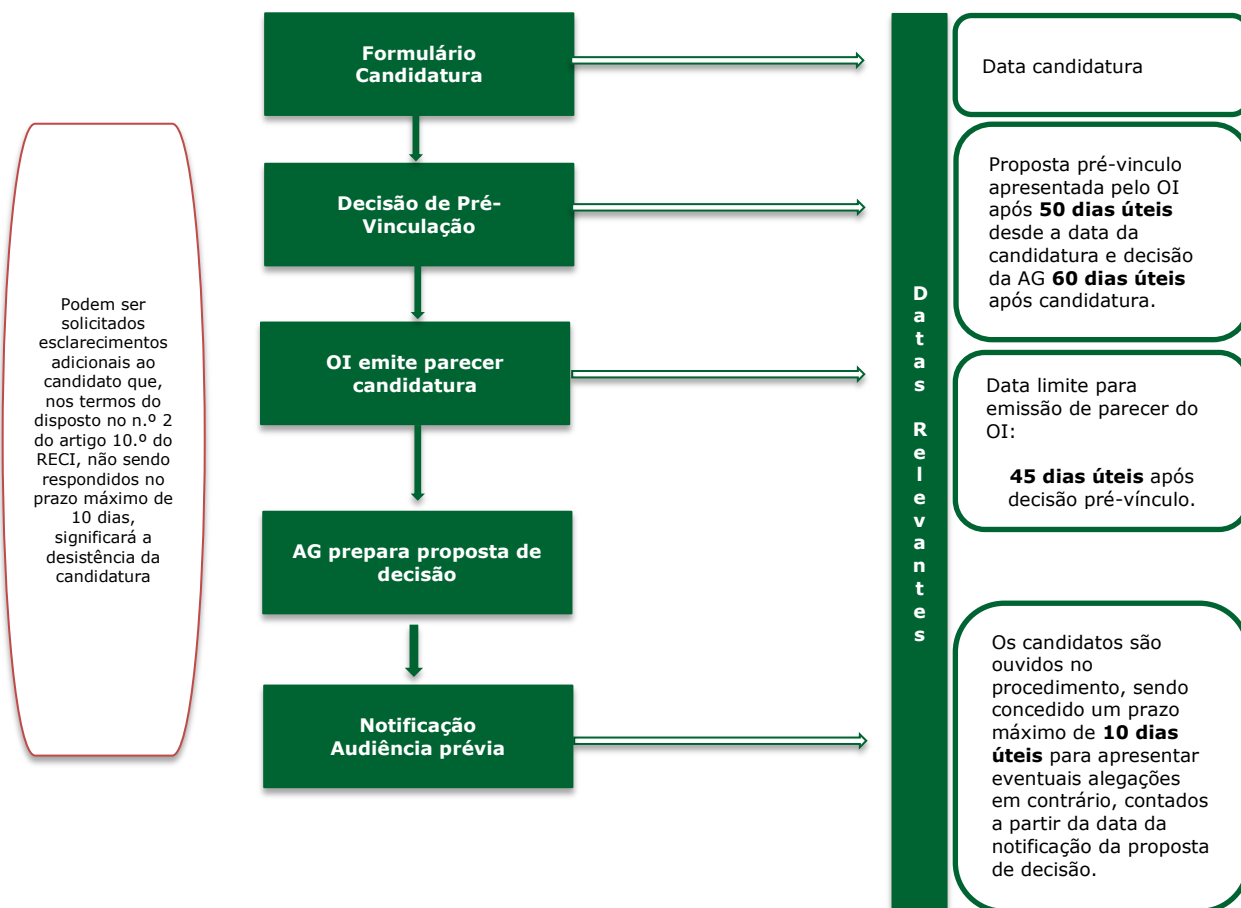 Formulário
Candidatura
Data candidatura
Decisão de Pré-
Vinculação
Proposta pré-vinculo
apresentada pelo OI
após 50 dias úteis
desde a data da
candidatura e decisão
da AG 60 dias úteis
após candidatura.
Podem ser
solicitados
esclarecimentos
adicionais ao
candidato que,
nos termos do
disposto no n.º 2
do artigo 10.º do
RECI, não sendo
respondidos no
prazo máximo de
10 dias,
significará a
desistência da
candidatura
OI emite parecer
candidatura
Datas Relevantes
Data limite para
emissão de parecer do
OI:
45 dias úteis após
decisão pré-vínculo.
AG prepara proposta de
decisão
Notificação
Audiência prévia
Os candidatos são
ouvidos no
procedimento, sendo
concedido um prazo
máximo de 10 dias
úteis para apresentar
eventuais alegações
em contrário, contados
a partir da data da
notificação da proposta
de decisão.